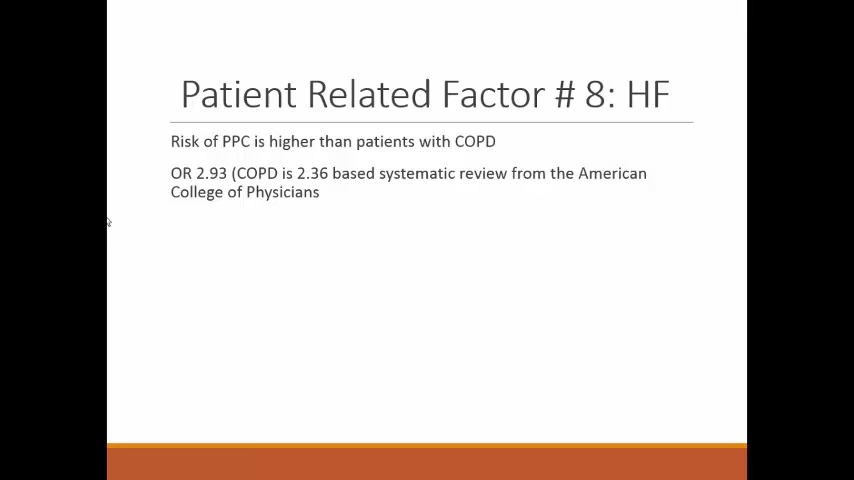 Patient Related Factor # 8: HF
Risk of PPC is higher than patients with COPD
OR 2.93 (COPD is 2.36 based systematic review from the American
College of Physicians